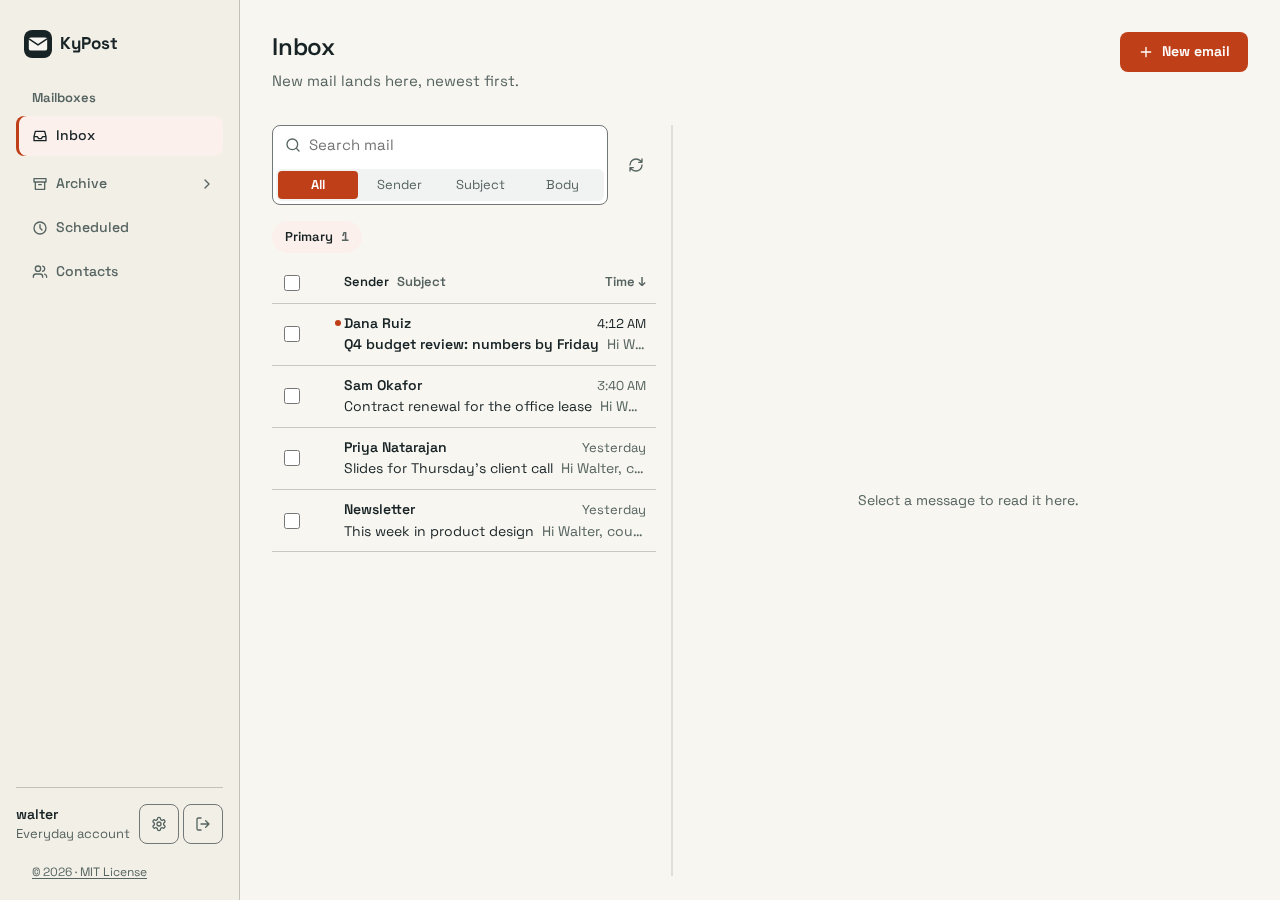 KyPost
Mailboxes
Inbox
Archive
Scheduled
Contacts
walter
Everyday account
© 2026 · MIT License
Inbox
New mail lands here, newest first.
New email
Search mail
All Sender Subject Body
Primary 1
Sender Subject Time ↓
Dana Ruiz 4:12 AM
Q4 budget review: numbers by Friday Hi W…
Sam Okafor 3:40 AM
Contract renewal for the office lease Hi W…
Priya Natarajan Yesterday
Slides for Thursday's client call Hi Walter, c…
Newsletter Yesterday
This week in product design Hi Walter, cou…
Select a message to read it here.